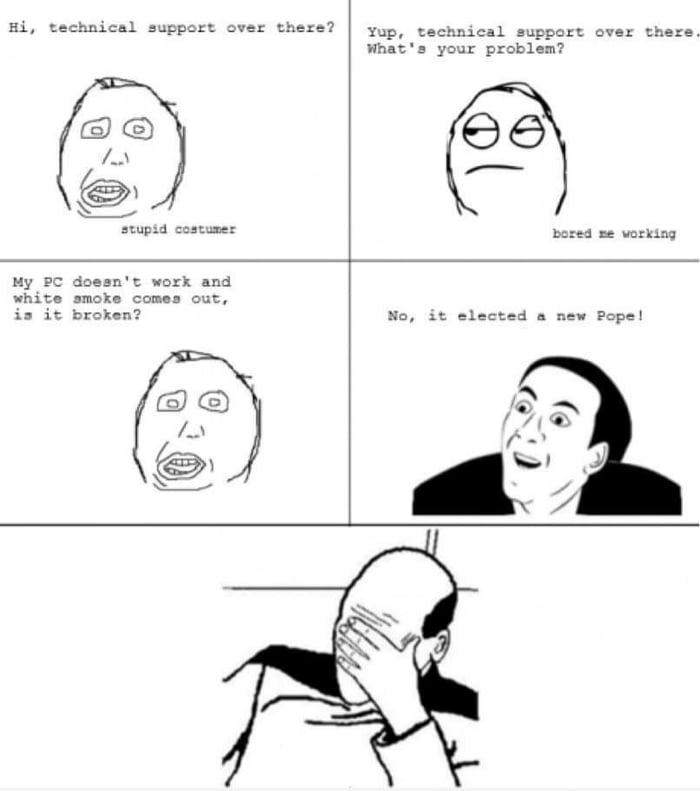 Hi, technical support over there?
Yup, technical support over there.
What's your problem?
stupid costumer
bored me working
My PC doesn't work and
white smoke comes out,
is it broken?
No, it elected a new Pope!